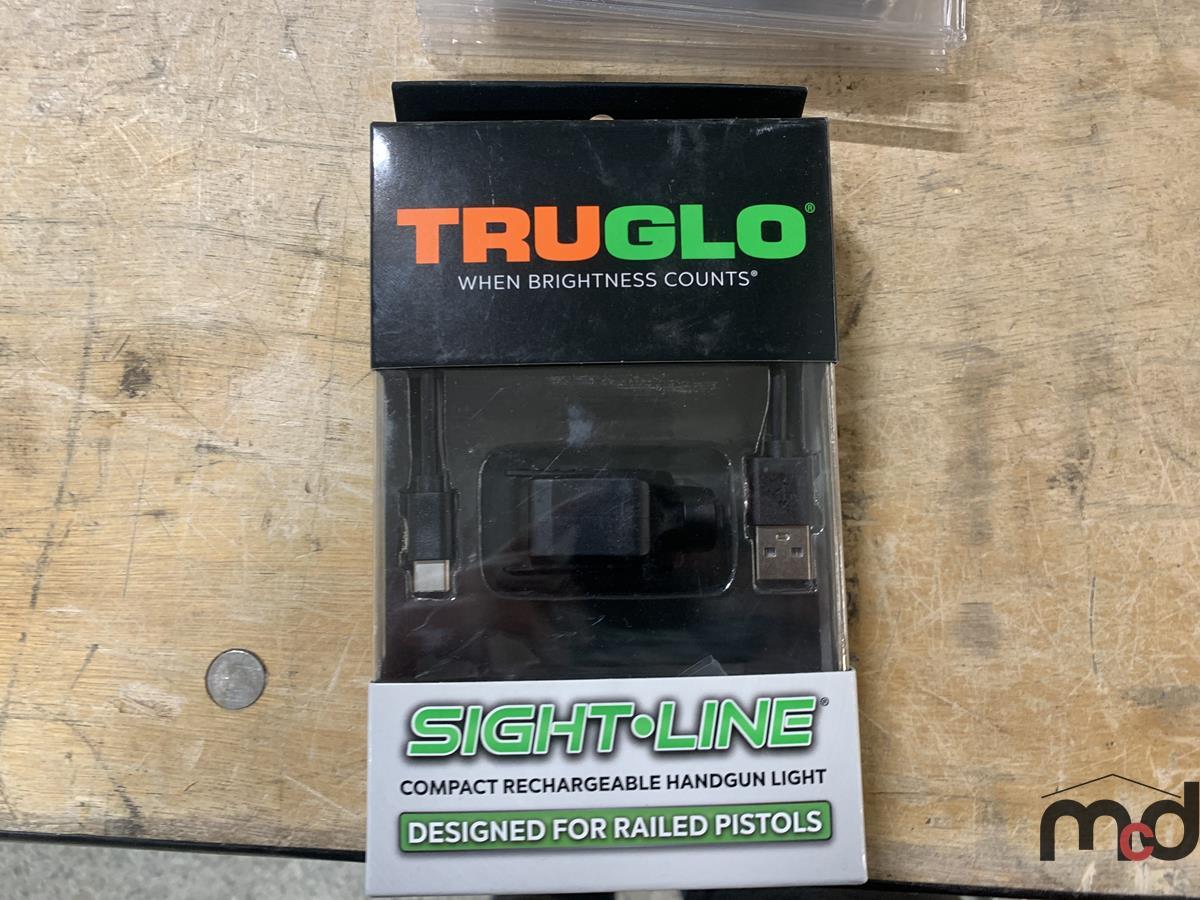 TRUGLO®
WHEN BRIGHTNESS COUNTS®
SIGHT•LINE®
COMPACT RECHARGEABLE HANDGUN LIGHT
DESIGNED FOR RAILED PISTOLS
mcd